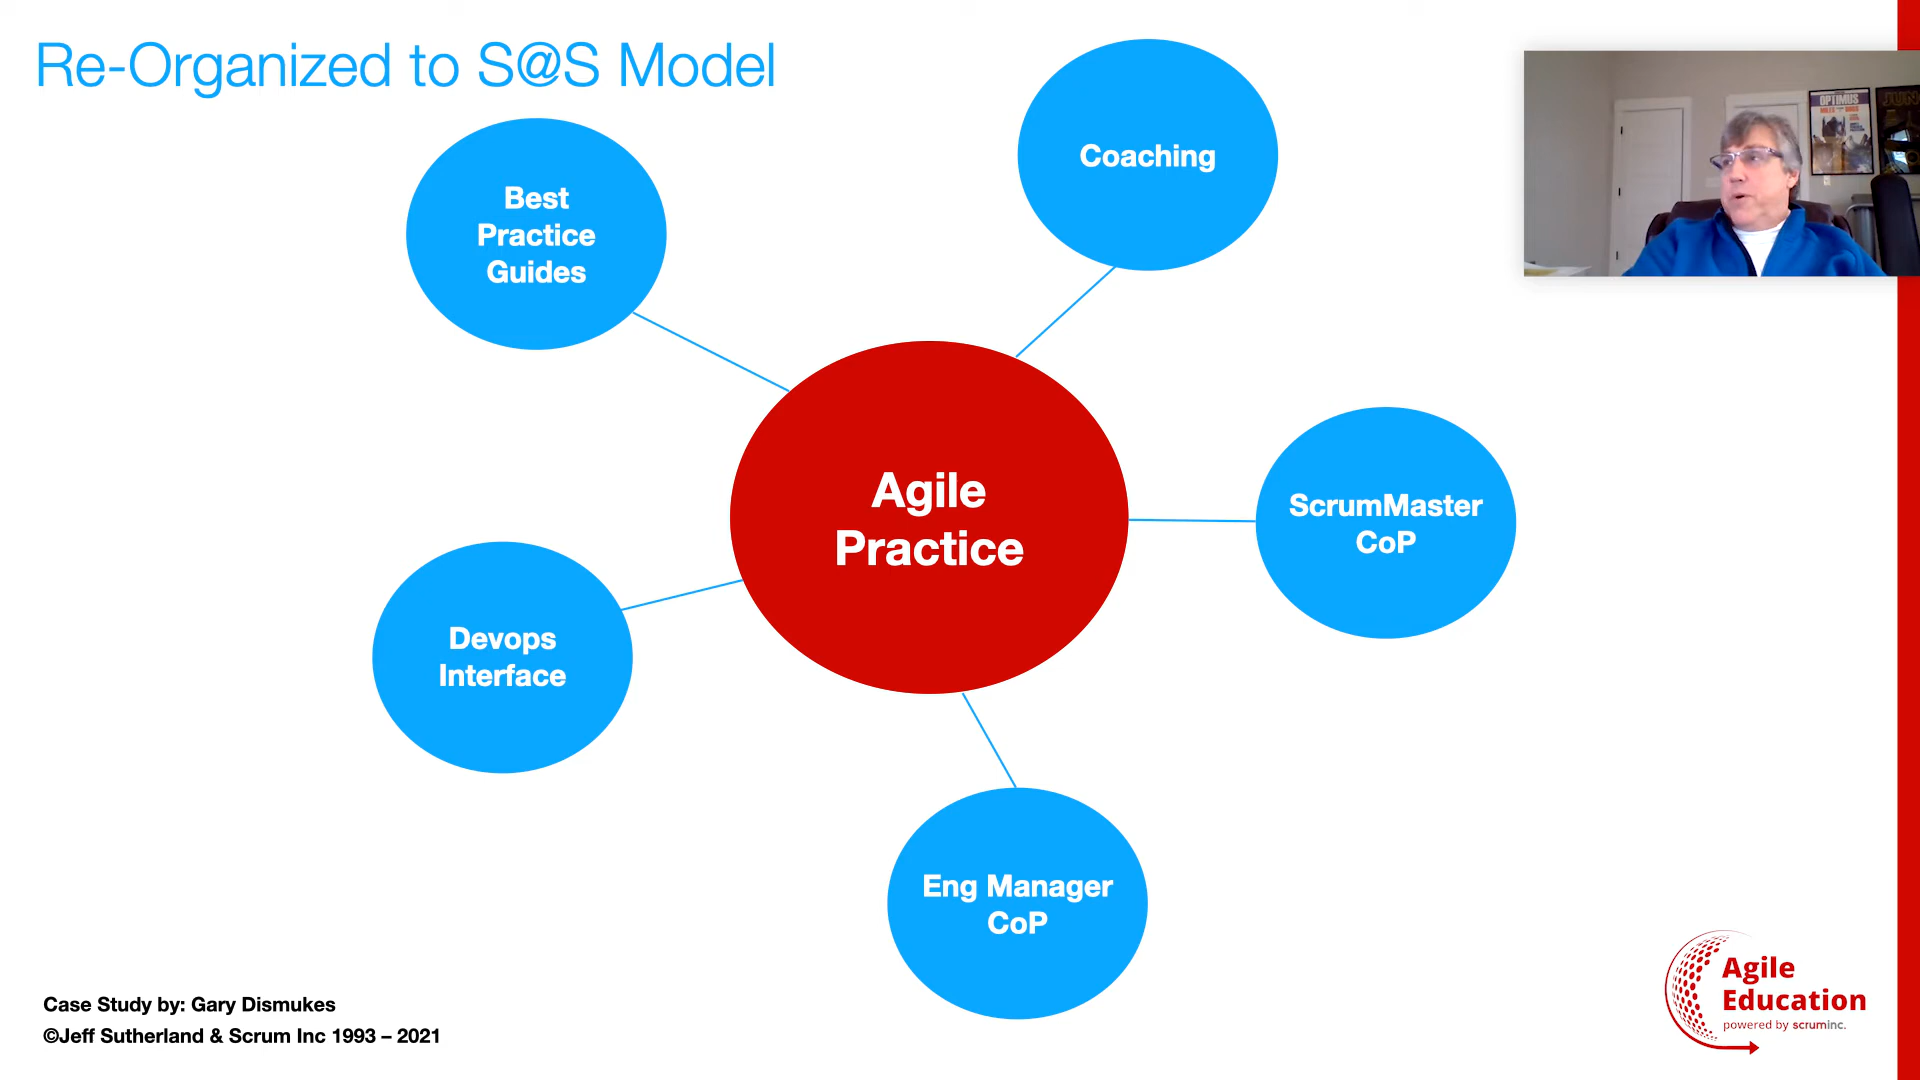 Re-Organized to S@S Model
Coaching
Best
Practice
Guides
OPTIMUS
Agile
Practice
ScrumMaster
CoP
Devops
Interface
Eng Manager
CoP
Case Study by: Gary Dismukes
©Jeff Sutherland & Scrum Inc 1993 – 2021
Agile
Education
powered by scruminc.